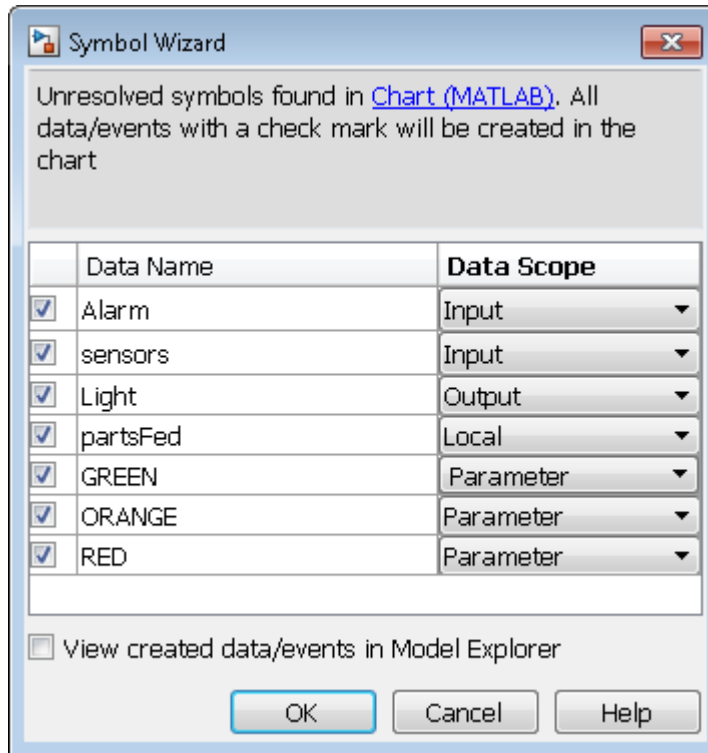 Symbol Wizard
Unresolved symbols found in Chart (MATLAB). All
data/events with a check mark will be created in the
chart
Data Name Data Scope
Alarm Input
sensors Input
Light Output
partsFed Local
GREEN Parameter
ORANGE Parameter
RED Parameter
View created data/events in Model Explorer
OK Cancel Help